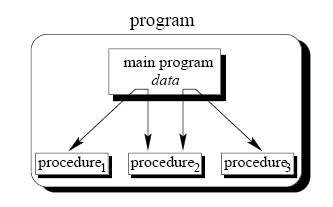 program
main program
data
procedure1 procedure2 procedure3